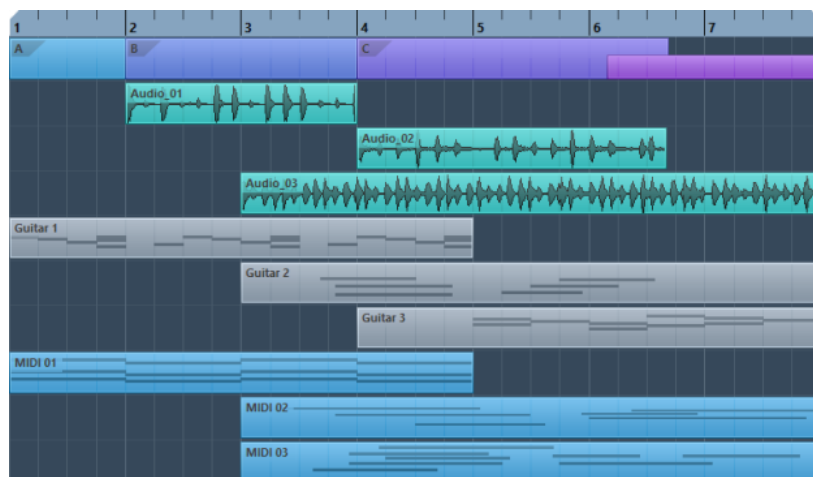 1 2 3 4 5 6 7
A B C
Audio_01
Audio_02
Audio_03
Guitar 1
Guitar 2
Guitar 3
MIDI 01
MIDI 02
MIDI 03